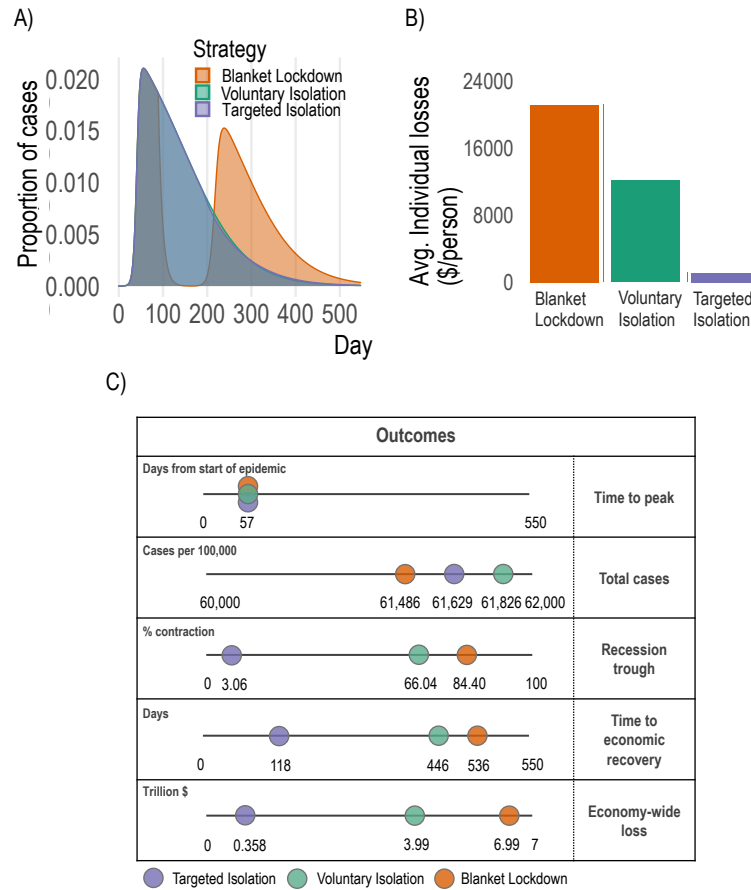 A)
Strategy
Blanket Lockdown
Voluntary Isolation
Targeted Isolation
Proportion of cases
0.020
0.015
0.010
0.005
0.000
0 100 200 300 400 500
Day
B)
Avg. Individual losses
($/person)
24000
16000
8000
0
Blanket
Lockdown
Voluntary
Isolation
Targeted
Isolation
C)
Outcomes
Days from start of epidemic
0 57 550
Time to peak
Cases per 100,000
60,000 61,486 61,629 61,826 62,000
Total cases
% contraction
0 3.06 66.04 84.40 100
Recession
trough
Days
0 118 446 536 550
Time to
economic
recovery
Trillion $
0 0.358 3.99 6.99 7
Economy-wide
loss
Targeted Isolation Voluntary Isolation Blanket Lockdown